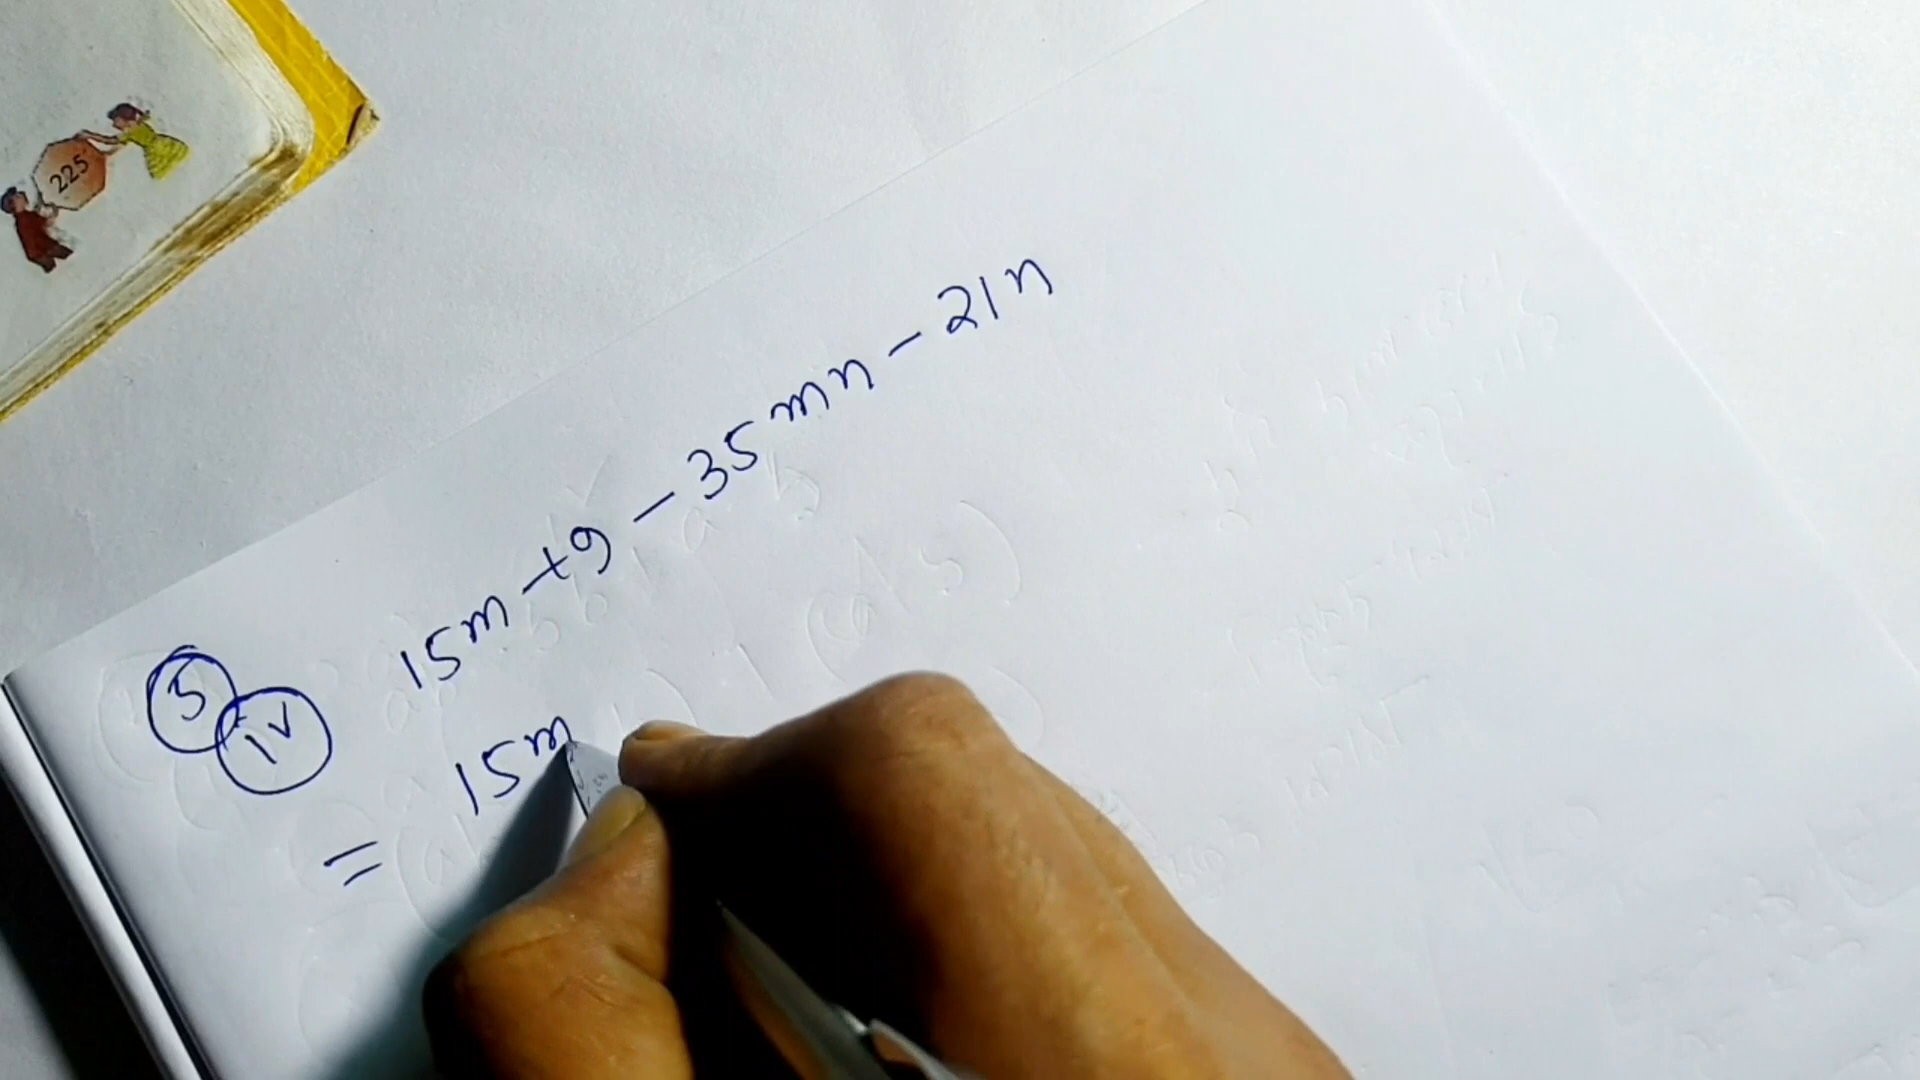 225
5 iv 15m + 9 - 35mn - 21n
= 15m